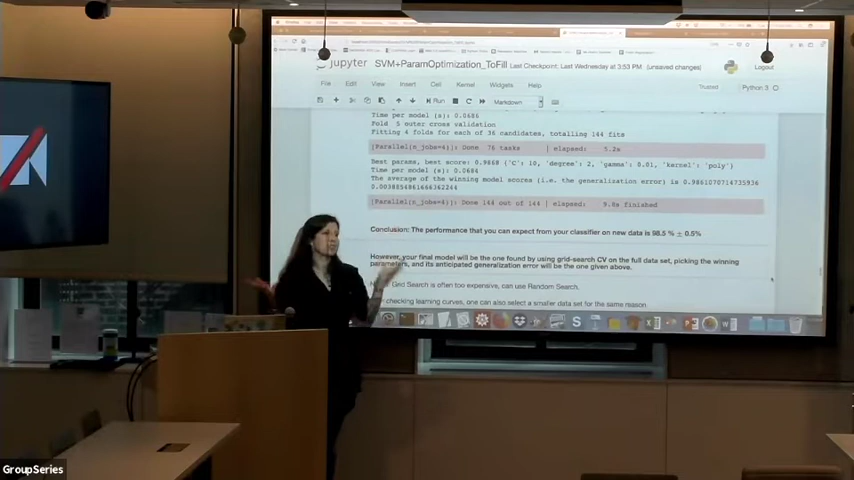 jupyter SVM+ParamOptimization_ToFill Last Checkpoint: Last Wednesday at 3:53 PM (unsaved changes)
Logout
File Edit View Insert Cell Kernel Widgets Help
Trusted Python 3
Run Markdown
Time per model (s): 0.0686
Fold 5 outer cross validation
Fitting 4 folds for each of 36 candidates, totalling 144 fits
[Parallel(n_jobs=4)]: Done 76 tasks | elapsed: 5.2s
Best params, best score: 0.9868 {'C': 10, 'degree': 2, 'gamma': 0.01, 'kernel': 'poly'}
Time per model (s): 0.0684
The average of the winning model scores (i.e. the generalization error) is
[Parallel(n_jobs=4)]: Done 144 out of 144 | elapsed: 9.8s finished
Conclusion: The performance that you can expect from your classifier on new data is 98.5 % ± 0.5%
However, your final model will be the one found by using grid-search CV on the full data set, picking the winning
parameters, and its anticipated generalization error will be the one given above.
Grid Search is often too expensive, can use Random Search.
checking learning curves, one can also select a smaller data set for the same reason.
GroupSeries